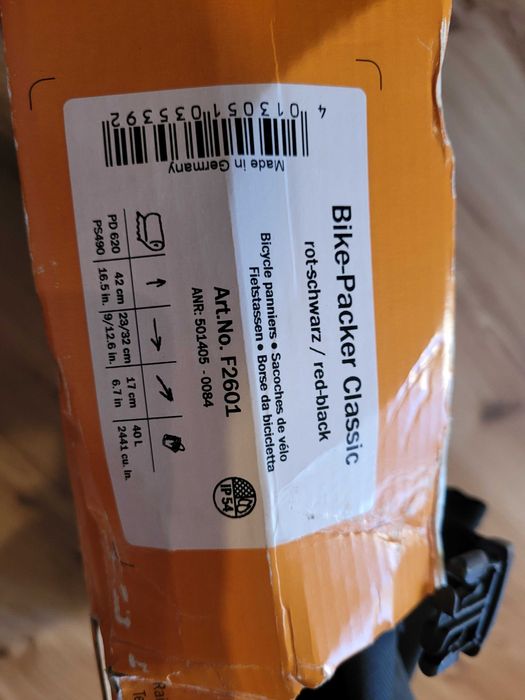 Bike-Packer Classic
rot-schwarz / red-black
Bicycle panniers • Sacoches de vélo
Fietstassen • Borse da bicicletta
Art.No. F2601
ANR: 501405 - 0084
IP54
PD 620 42 cm 23/32 cm 17 cm 40 L
PS490 16.5 in. 9/12.6 in. 6.7 in 2441 cu. in.
Made in Germany
4 013051 035392